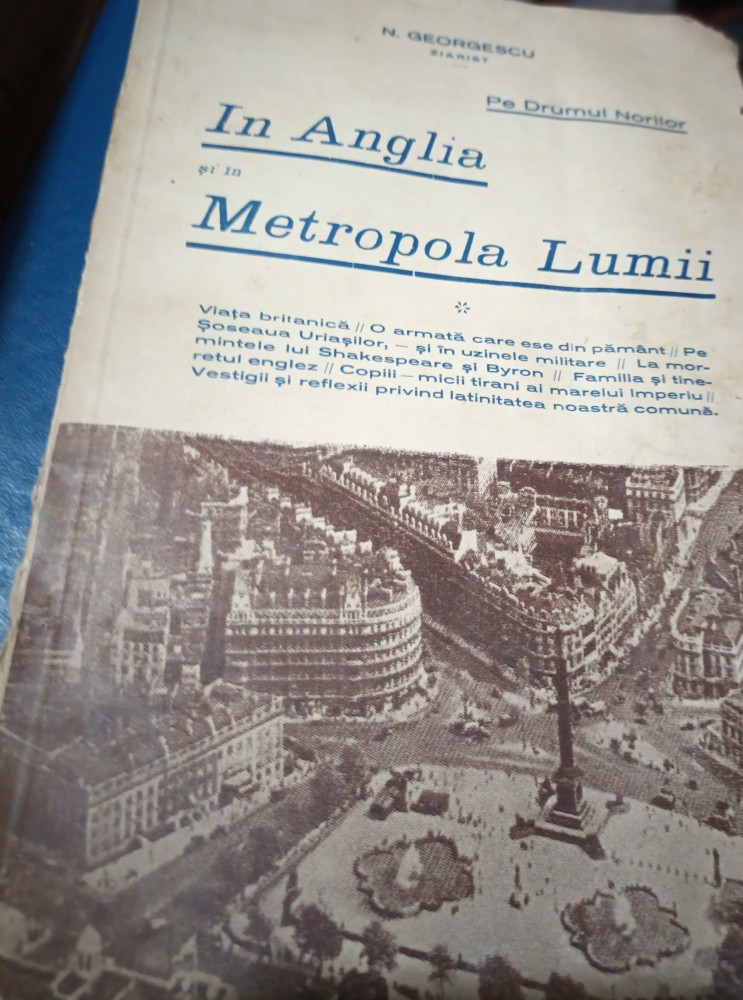 N. GEORGESCU
ZIARIST
Pe Drumul Norilor
In Anglia
și în
Metropola Lumii
Viața britanică // O armată care ese din pământ // Pe
Șoseaua Uriașilor, — și în uzinele militare // La mor-
mintele lui Shakespeare și Byron // Familia și tine-
retul englez // Copiii — micii tirani ai marelui Imperiu //
Vestigii și reflexii privind latinitatea noastră comună.